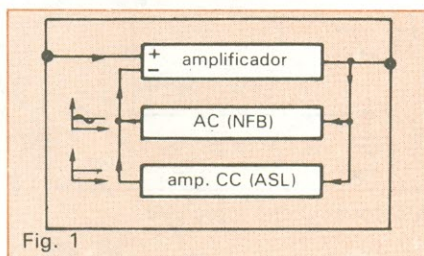 + amplificador
−
AC (NFB)
amp. CC (ASL)
Fig. 1